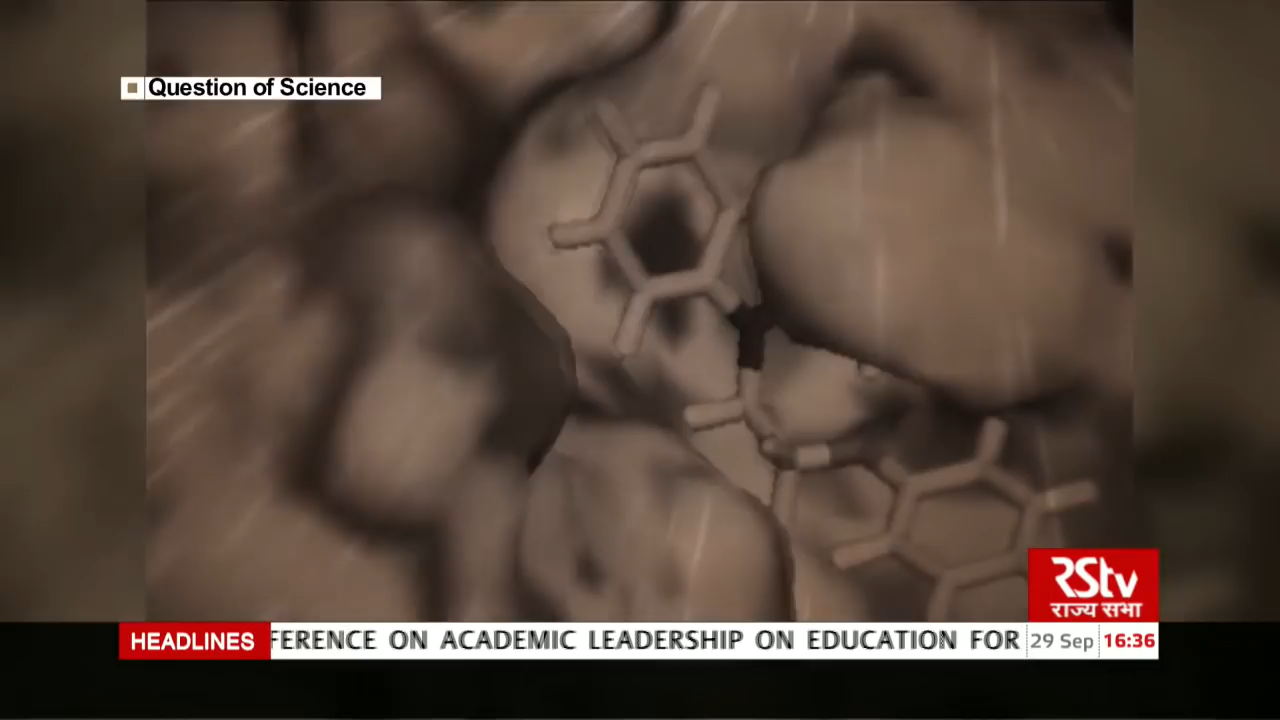 Question of Science
RStv
राज्य सभा
HEADLINES
FERENCE ON ACADEMIC LEADERSHIP ON EDUCATION FOR
29 Sep
16:36